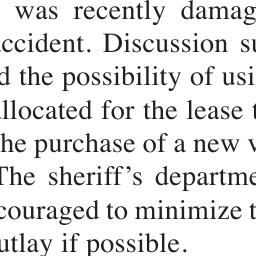 was recently damag
ccident. Discussion su
d the possibility of usi
llocated for the lease t
he purchase of a new v
The sheriff's departme
couraged to minimize t
utlay if possible.